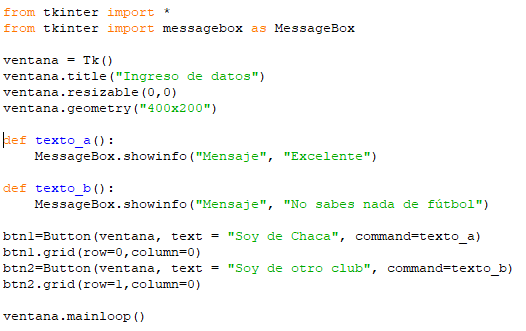 from tkinter import *
from tkinter import messagebox as MessageBox
ventana = Tk()
ventana.title("Ingreso de datos")
ventana.resizable(0,0)
ventana.geometry("400x200")
def texto_a():
    MessageBox.showinfo("Mensaje", "Excelente")
def texto_b():
    MessageBox.showinfo("Mensaje", "No sabes nada de fútbol")
btn1=Button(ventana, text = "Soy de Chaca", command=texto_a)
btn1.grid(row=0,column=0)
btn2=Button(ventana, text = "Soy de otro club", command=texto_b)
btn2.grid(row=1,column=0)
ventana.mainloop()